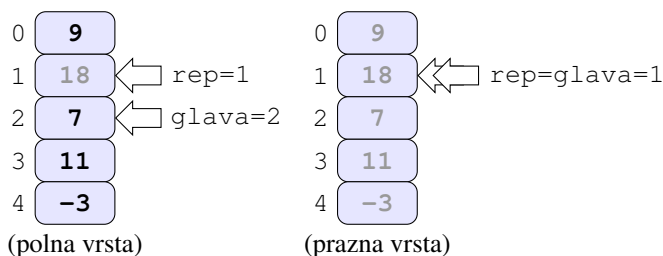 0 9
1 18 rep=1
2 7 glava=2
3 11
4 −3
(polna vrsta)
0 9
1 18 rep=glava=1
2 7
3 11
4 −3
(prazna vrsta)